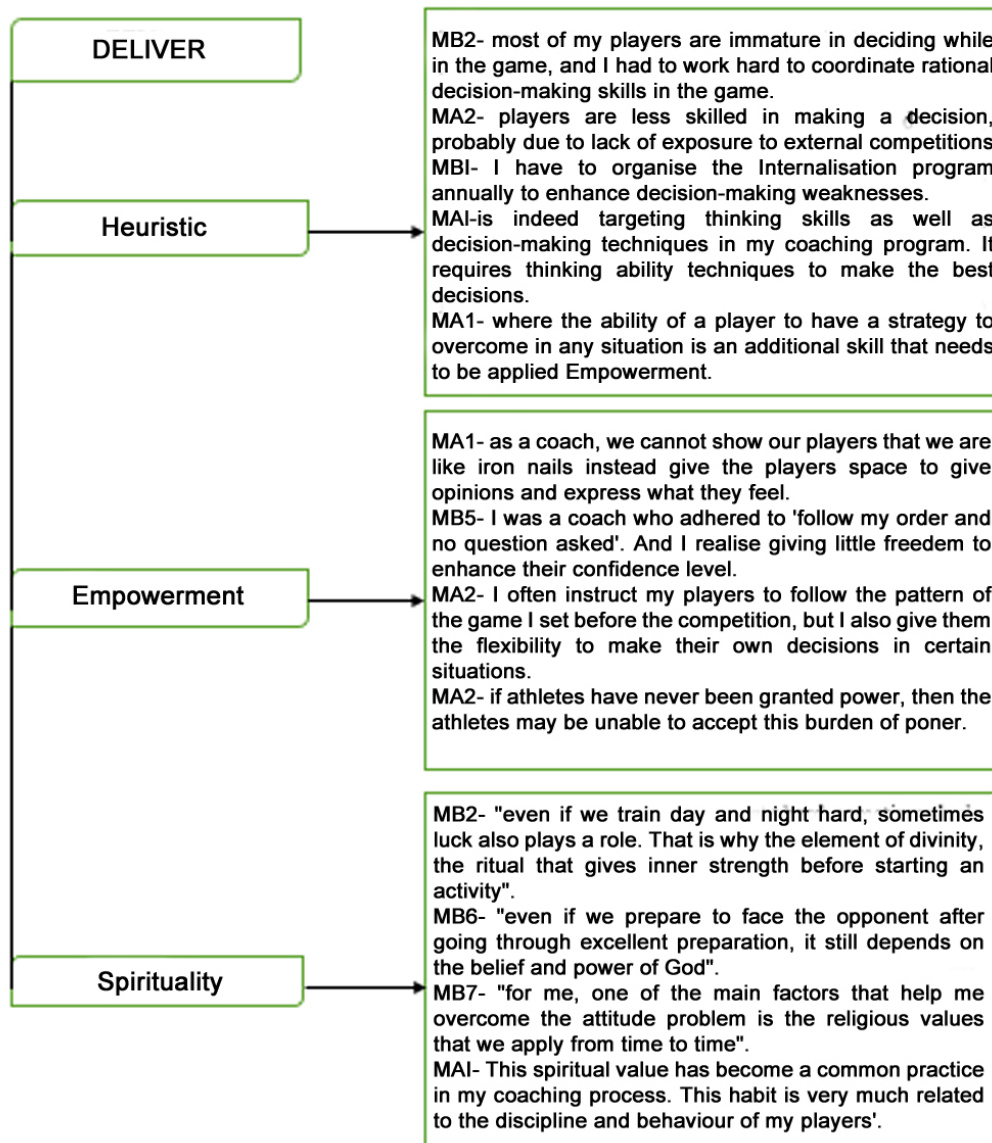 DELIVER
MB2- most of my players are immature in deciding while
in the game, and I had to work hard to coordinate rational
decision-making skills in the game.
MA2- players are less skilled in making a decision,
probably due to lack of exposure to external competitions
MBI- I have to organise the Internalisation program
annually to enhance decision-making weaknesses.
MAI-is indeed targeting thinking skills as well as
decision-making techniques in my coaching program. It
requires thinking ability techniques to make the best
decisions.
MA1- where the ability of a player to have a strategy to
overcome in any situation is an additional skill that needs
to be applied Empowerment.
Heuristic
MA1- as a coach, we cannot show our players that we are
like iron nails instead give the players space to give
opinions and express what they feel.
MB5- I was a coach who adhered to 'follow my order and
no question asked'. And I realise giving little freedem to
enhance their confidence level.
MA2- I often instruct my players to follow the pattern of
the game I set before the competition, but I also give them
the flexibility to make their own decisions in certain
situations.
MA2- if athletes have never been granted power, then the
athletes may be unable to accept this burden of poner.
Empowerment
MB2- "even if we train day and night hard, sometimes
luck also plays a role. That is why the element of divinity,
the ritual that gives inner strength before starting an
activity".
MB6- "even if we prepare to face the opponent after
going through excellent preparation, it still depends on
the belief and power of God".
MB7- "for me, one of the main factors that help me
overcome the attitude problem is the religious values
that we apply from time to time".
MAI- This spiritual value has become a common practice
in my coaching process. This habit is very much related
to the discipline and behaviour of my players'.
Spirituality